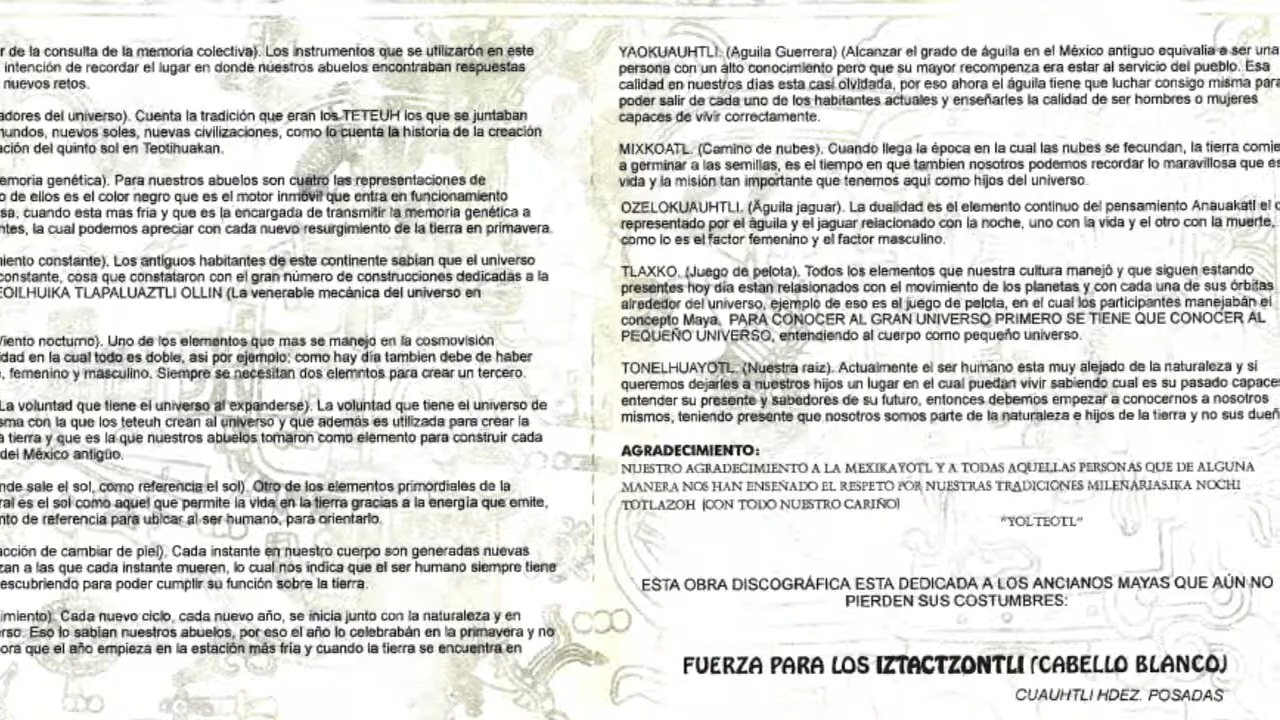 r de la consulta de la memoria colectiva). Los instrumentos que se utilizarón en este
intención de recordar el lugar en donde nuestros abuelos encontraban respuestas
nuevos retos.
adores del universo). Cuenta la tradición que eran los TETEUH los que se juntaban
nundos, nuevos soles, nuevas civilizaciones, como lo cuenta la historia de la creación
ación del quinto sol en Teotihuakan.
emoria genética). Para nuestros abuelos son cuatro las representaciones de
o de ellos es el color negro que es el motor inmóvil que entra en funcionamiento
sa, cuando esta mas fria y que es la encargada de transmitir la memoria genética a
ntes, la cual podemos apreciar con cada nuevo resurgimiento de la tierra en primavera.
niento constante). Los antiguos habitantes de este continente sabian que el universo
constante, cosa que constataron con el gran número de construcciones dedicadas a la
EOILHUIKA TLAPALUAZTLI OLLIN (La venerable mecánica del universo en
Viento nocturno). Uno de los elementos que mas se manejo en la cosmovisión
idad en la cual todo es doble, asi por ejemplo; como hay día tambien debe de haber
, femenino y masculino. Siempre se necesitan dos elemntos para crear un tercero.
La voluntad que tiene el universo al expanderse). La voluntad que tiene el universo de
sma con la que los teteuh crean al universo y que además es utilizada para crear la
a tierra y que es la que nuestros abuelos tomaron como elemento para construir cada
del México antigüo.
nde sale el sol, como referencia el sol). Otro de los elementos primordiales de la
ral es el sol como aquel que permite la vida en la tierra gracias a la energía que emite,
nto de referencia para ubicar al ser humano, para orientarlo.
acción de cambiar de piel). Cada instante en nuestro cuerpo son generadas nuevas
zan a las que cada instante mueren, lo cual nos indica que el ser humano siempre tiene
escubriendo para poder cumplir su función sobre la tierra.
imiento). Cada nuevo ciclo, cada nuevo año, se inicia junto con la naturaleza y en
rso. Eso lo sabían nuestros abuelos, por eso el año lo celebrabán en la primavera y no
ora que el año empieza en la estación más fría y cuando la tierra se encuentra en
YAOKUAUHTLI. (Aguila Guerrera) (Alcanzar el grado de águila en el México antiguo equivalia a ser una
persona con un alto conocimiento pero que su mayor recompenza era estar al servicio del pueblo. Esa
calidad en nuestros días esta casi olvidada, por eso ahora el águila tiene que luchar consigo misma para
poder salir de cada uno de los habitantes actuales y enseñarles la calidad de ser hombres o mujeres
capaces de vivir correctamente.
MIXKOATL. (Camino de nubes). Cuando llega la época en la cual las nubes se fecundan, la tierra comie
a germinar a las semillas, es el tiempo en que tambien nosotros podemos recordar lo maravillosa que es
vida y la misión tan importante que tenemos aquí como hijos del universo.
OZELOKUAUHTLI. (Águila jaguar). La dualidad es el elemento continuo del pensamiento Anauakatl el c
representado por el águila y el jaguar relacionado con la noche, uno con la vida y el otro con la muerte,
como lo es el factor femenino y el factor masculino.
TLAXKO. (Juego de pelota). Todos los elementos que nuestra cultura manejó y que siguen estando
presentes hoy día estan relasionados con el movimiento de los planetas y con cada una de sus órbitas
alrededor del universo, ejemplo de eso es el juego de pelota, en el cual los participantes manejabán el
concepto Maya, PARA CONOCER AL GRAN UNIVERSO PRIMERO SE TIENE QUE CONOCER AL
PEQUEÑO UNIVERSO, entendiendo al cuerpo como pequeño universo.
TONELHUAYOTL. (Nuestra raiz). Actualmente el ser humano esta muy alejado de la naturaleza y si
queremos dejarles a nuestros hijos un lugar en el cual puedan vivir sabiendo cual es su pasado capaces
entender su presente y sabedores de su futuro, entonces debemos empezar a conocernos a nosotros
mismos, teniendo presente que nosotros somos parte de la naturaleza e hijos de la tierra y no sus dueñ
AGRADECIMIENTO:
NUESTRO AGRADECIMIENTO A LA MEXIKAYOTL Y A TODAS AQUELLAS PERSONAS QUE DE ALGUNA
MANERA NOS HAN ENSEÑADO EL RESPETO POR NUESTRAS TRADICIONES MILENARIAS.IKA NOCHI
TOTLAZOH (CON TODO NUESTRO CARIÑO)
"YOLTEOTL"
ESTA OBRA DISCOGRÁFICA ESTA DEDICADA A LOS ANCIANOS MAYAS QUE AÚN NO
PIERDEN SUS COSTUMBRES:
FUERZA PARA LOS IZTACTZONTLI (CABELLO BLANCO)
CUAUHTLI HDEZ. POSADAS